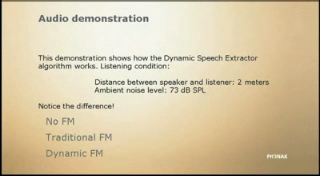 Audio demonstration
This demonstration shows how the Dynamic Speech Extractor
algorithm works. Listening condition:
Distance between speaker and listener: 2 meters
Ambient noise level: 73 dB SPL
Notice the difference!
No FM
Traditional FM
Dynamic FM
PHONAK